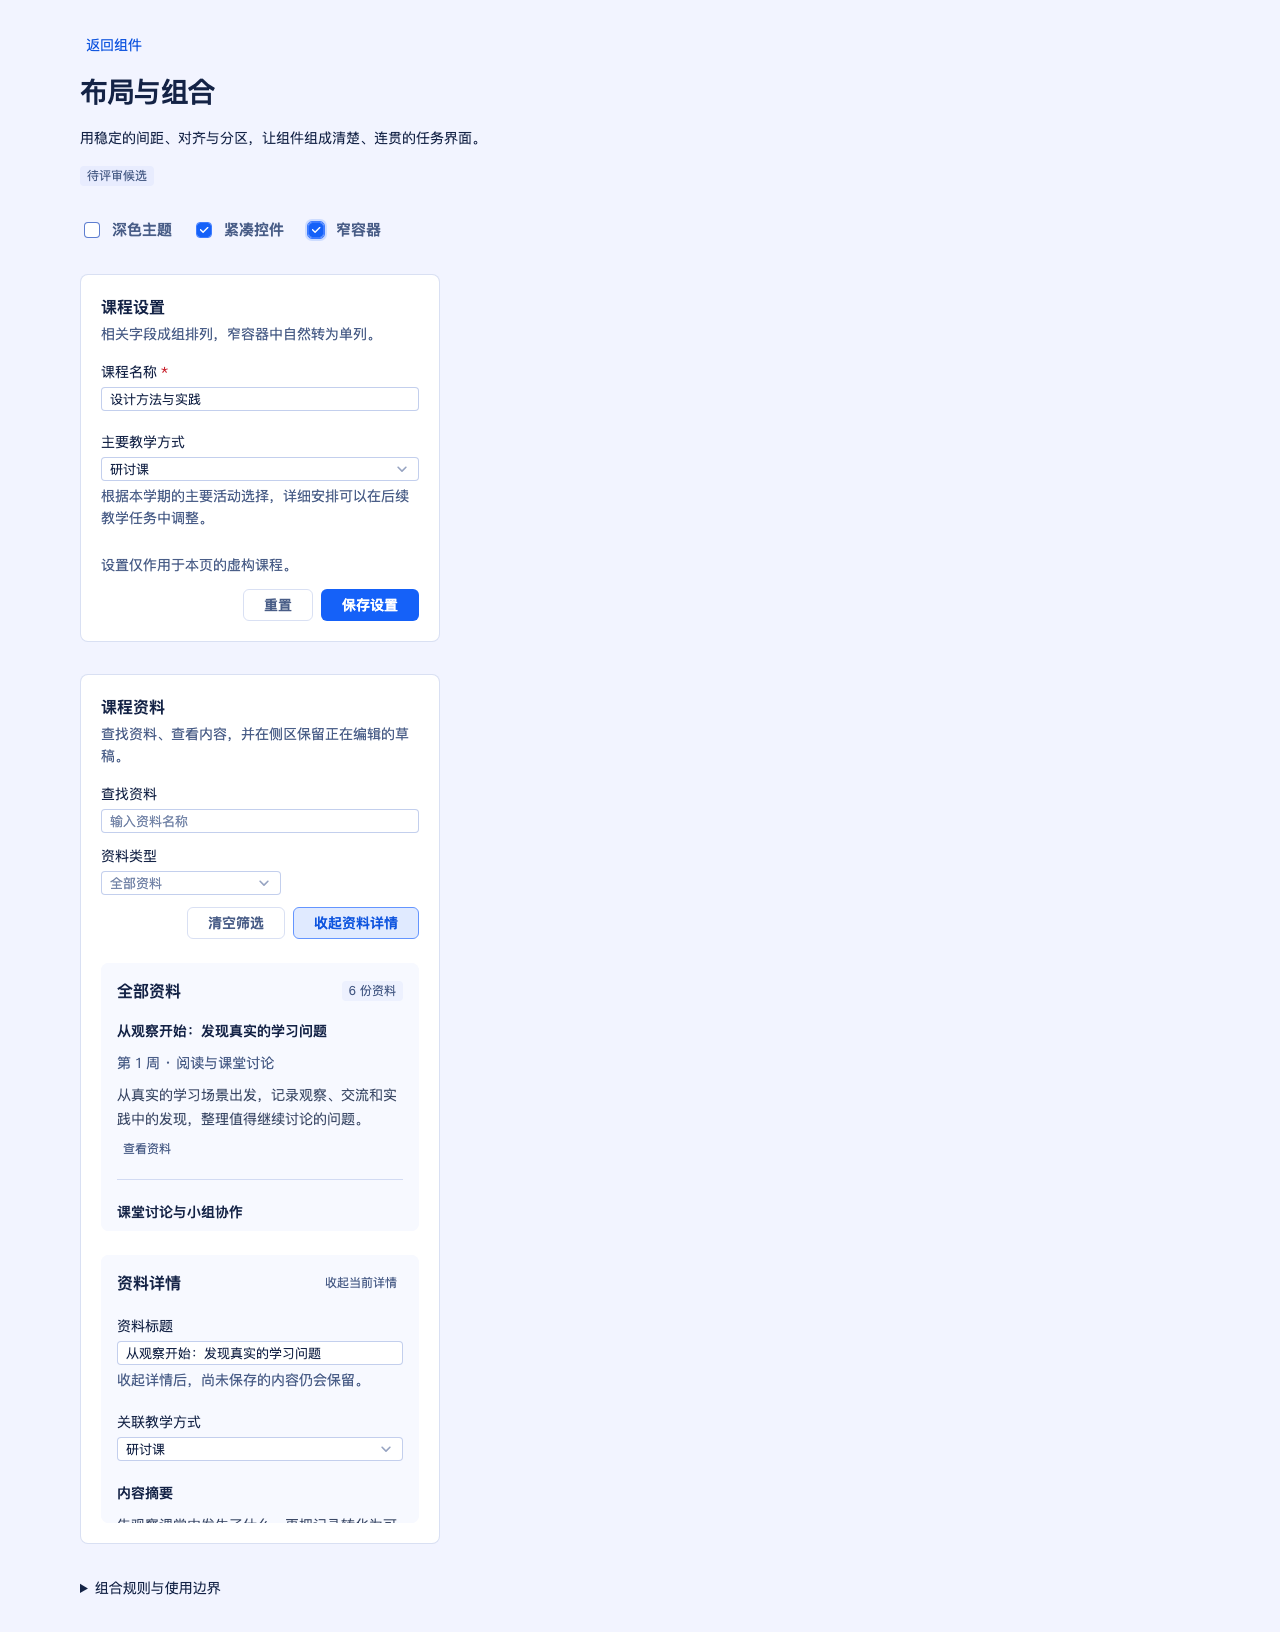 返回组件
布局与组合
用稳定的间距、对齐与分区，让组件组成清楚、连贯的任务界面。
待评审候选
深色主题 紧凑控件 窄容器
课程设置
相关字段成组排列，窄容器中自然转为单列。
课程名称 *
设计方法与实践
主要教学方式
研讨课
根据本学期的主要活动选择，详细安排可以在后续
教学任务中调整。
设置仅作用于本页的虚构课程。
重置 保存设置
课程资料
查找资料、查看内容，并在侧区保留正在编辑的草
稿。
查找资料
输入资料名称
资料类型
全部资料
清空筛选 收起资料详情
全部资料 6 份资料
从观察开始：发现真实的学习问题
第 1 周 · 阅读与课堂讨论
从真实的学习场景出发，记录观察、交流和实
践中的发现，整理值得继续讨论的问题。
查看资料
课堂讨论与小组协作
资料详情 收起当前详情
资料标题
从观察开始：发现真实的学习问题
收起详情后，尚未保存的内容仍会保留。
关联教学方式
研讨课
内容摘要
组合规则与使用边界